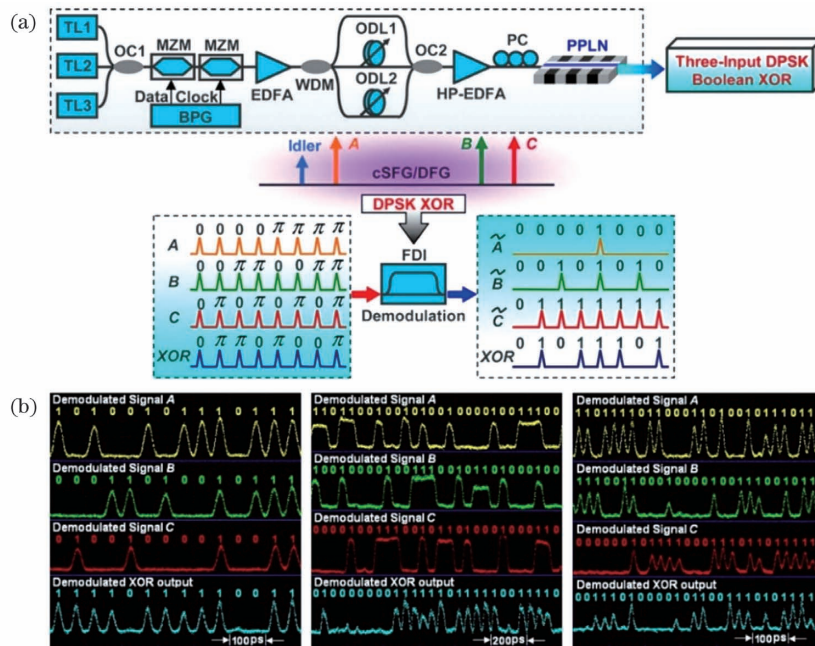 (a)
TL1
TL2
TL3
OC1
MZM
MZM
Data
Clock
BPG
EDFA
WDM
ODL1
ODL2
OC2
HP-EDFA
PC
PPLN
Three-Input DPSK
Boolean XOR
Idler
A
B
C
cSFG/DFG
DPSK XOR
0 0 0 0 π π π π
A
0 0 π π 0 0 π π
B
0 π 0 π 0 π 0 π
C
0 π π 0 π 0 0 π
XOR
FDI
Demodulation
0 0 0 0 1 0 0 0
Ã
0 0 1 0 1 0 1 0
B̃
0 1 1 1 1 1 1 1
C̃
0 1 0 1 1 1 0 1
XOR
(b)
Demodulated Signal A
1 0 1 0 0 1 0 1 1 1 0 1 1 1
Demodulated Signal B
0 0 0 1 1 0 1 0 0 1 0 1 1 1
Demodulated Signal C
0 1 0 0 1 0 0 0 0 1 0 0 1 1
Demodulated XOR output
1 1 1 1 0 1 1 1 1 1 0 0 1 1
100ps
Demodulated Signal A
Demodulated Signal B
Demodulated Signal C
Demodulated XOR output
200ps
Demodulated Signal A
Demodulated Signal B
Demodulated Signal C
Demodulated XOR output
100ps